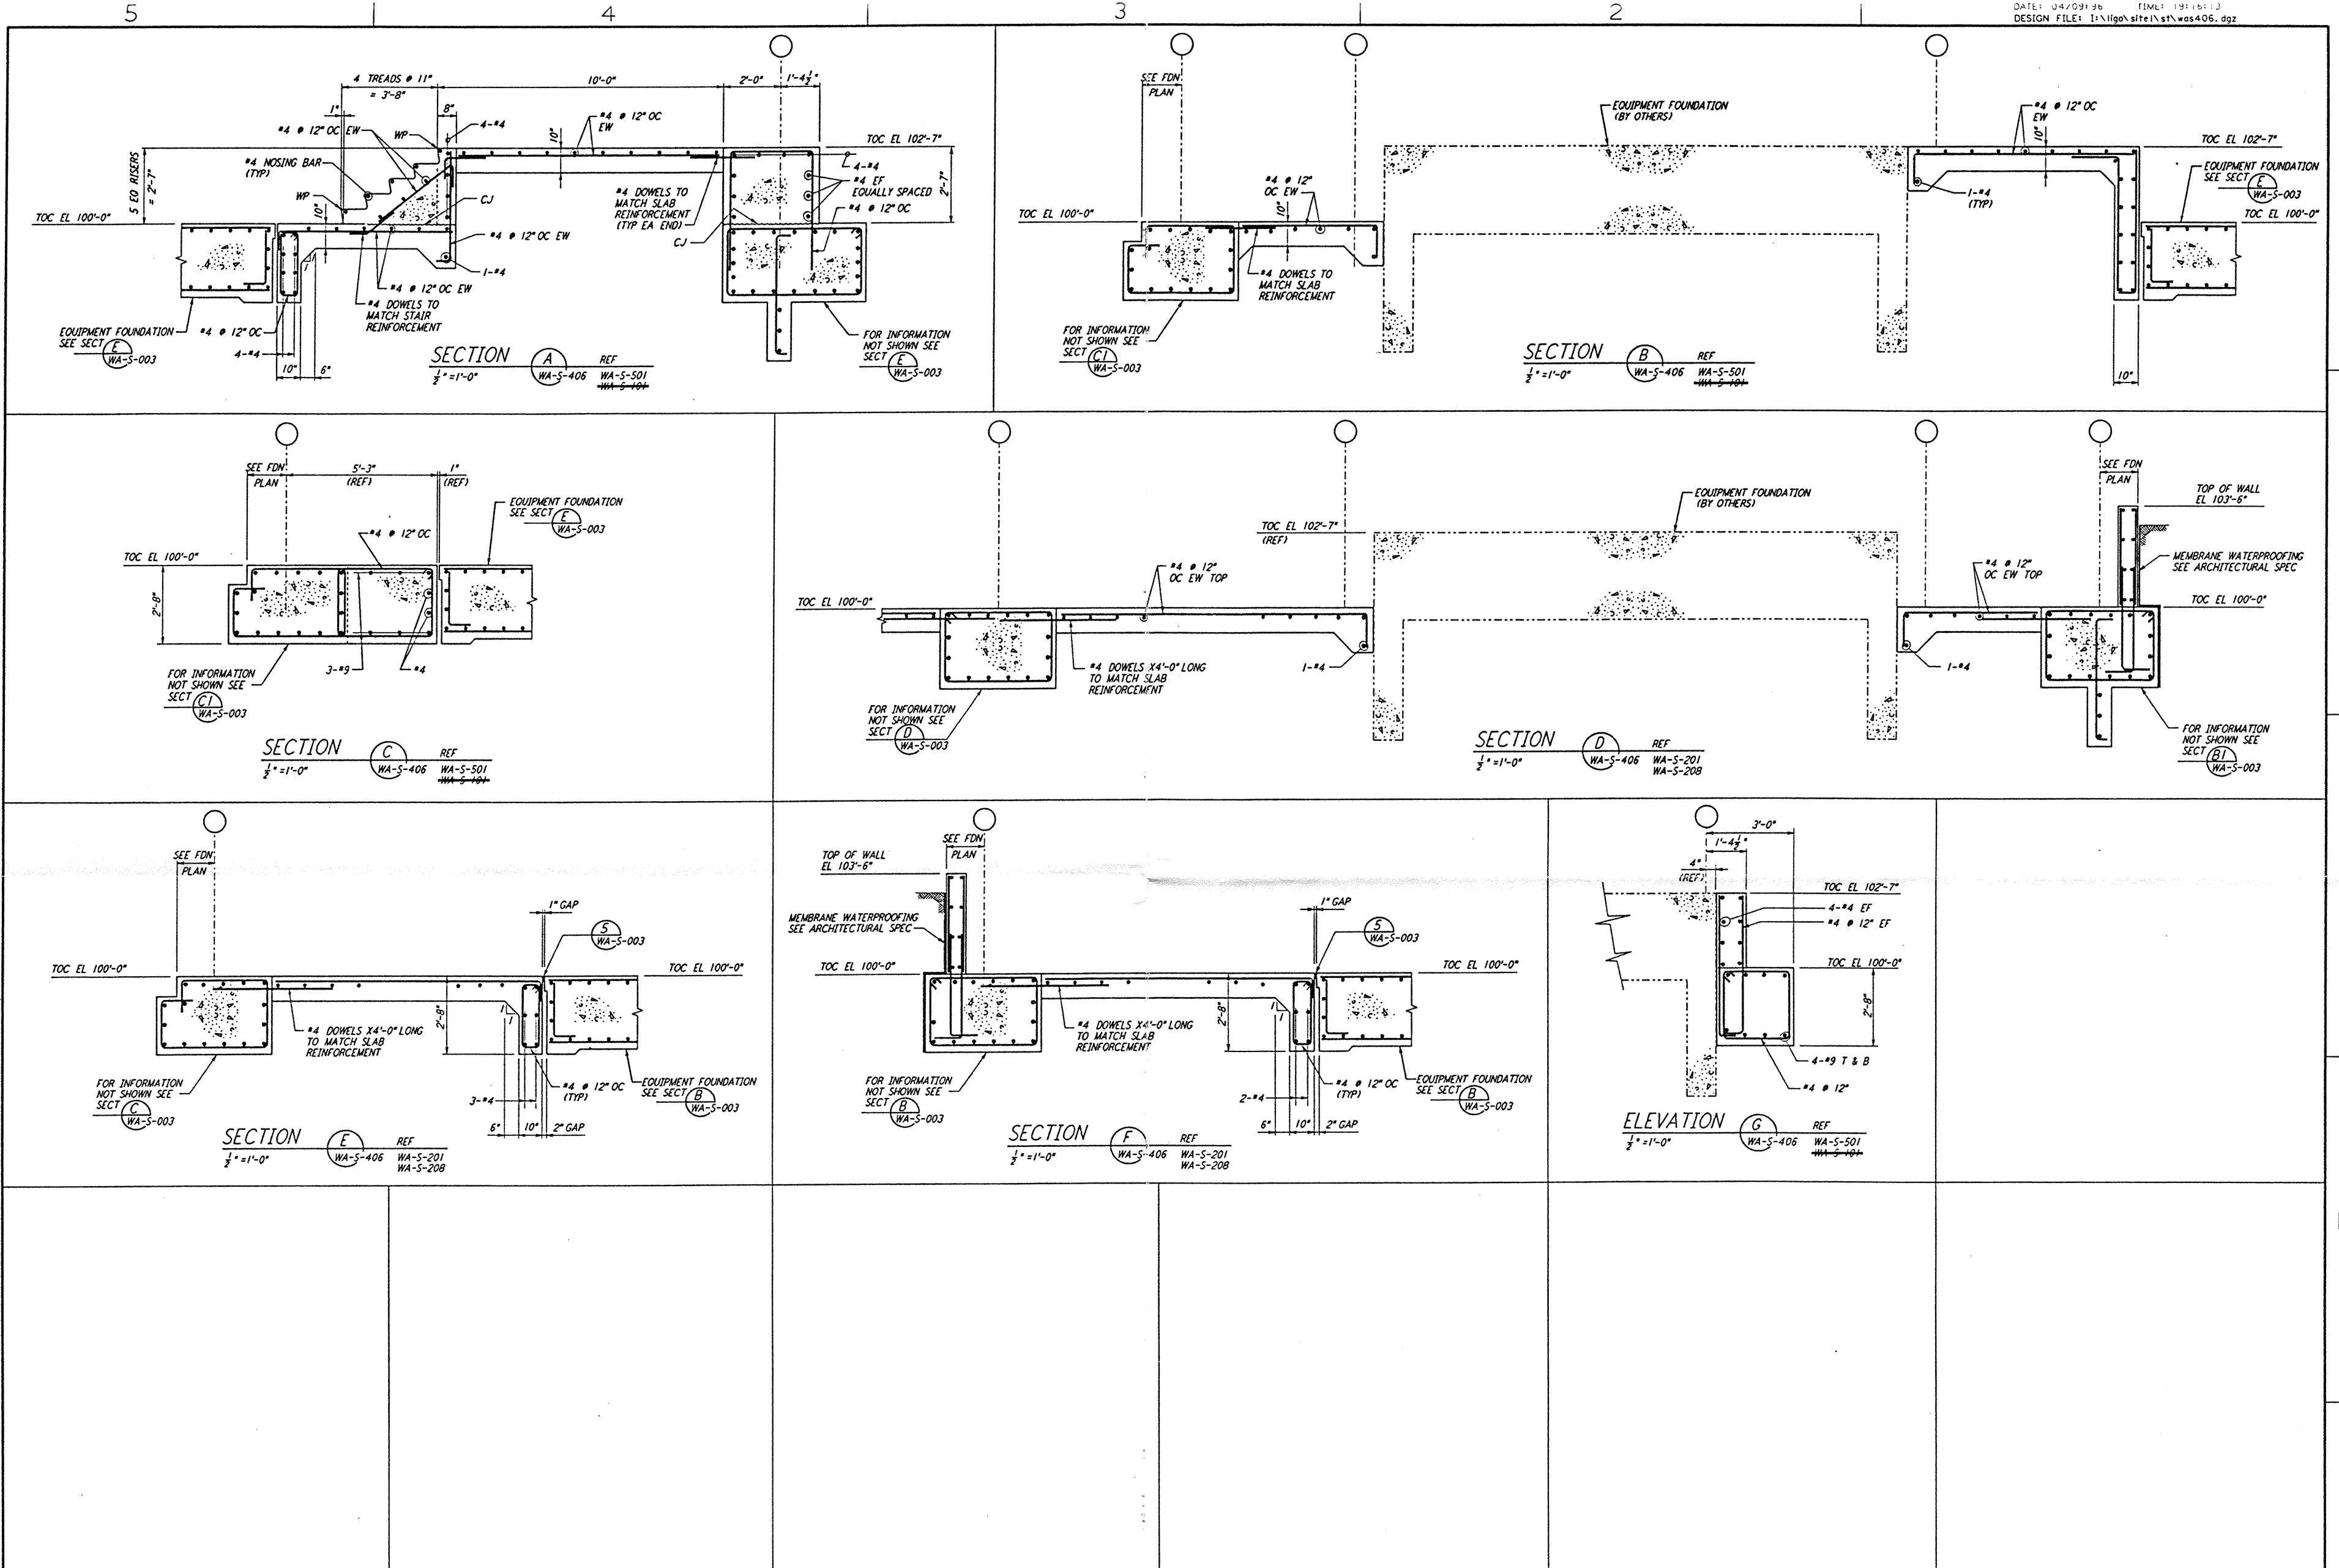 5
4
3
2
DATE: 04/09/96 TIME: 19:16:13
DESIGN FILE: I:\ligo\site1\st\was406.dgz
4 TREADS @ 11"
= 3'-8"
10'-0"
2'-0"
1'-4½"
1"
8"
#4 @ 12" OC EW
WP
4-#4
#4 @ 12" OC
EW
10"
TOC EL 102'-7"
5 EQ RISERS
= 2'-7"
#4 NOSING BAR
(TYP)
WP
4-#4
#4 EF
EQUALLY SPACED
2'-7"
#4 DOWELS TO
MATCH SLAB
REINFORCEMENT
(TYP EA END)
CJ
#4 @ 12" OC
TOC EL 100'-0"
10"
CJ
#4 @ 12" OC EW
1-#4
#4 @ 12" OC EW
#4 DOWELS TO
MATCH STAIR
REINFORCEMENT
EQUIPMENT FOUNDATION
SEE SECT E
WA-S-003
#4 @ 12" OC
4-#4
10"
6"
FOR INFORMATION
NOT SHOWN SEE
SECT E
WA-S-003
SECTION A REF
½"=1'-0" WA-S-406 WA-S-501
WA-S-101
SEE FDN
PLAN
EQUIPMENT FOUNDATION
(BY OTHERS)
#4 @ 12" OC
EW
10"
TOC EL 102'-7"
EQUIPMENT FOUNDATION
SEE SECT E
WA-S-003
1-#4
(TYP)
#4 @ 12"
OC EW
10"
TOC EL 100'-0"
TOC EL 100'-0"
#4 DOWELS TO
MATCH SLAB
REINFORCEMENT
FOR INFORMATION
NOT SHOWN SEE
SECT C1
WA-S-003
SECTION B REF
½"=1'-0" WA-S-406 WA-S-501
WA-S-101
10"
SEE FDN
PLAN
5'-3"
(REF)
1"
(REF)
EQUIPMENT FOUNDATION
SEE SECT E
WA-S-003
#4 @ 12" OC
TOC EL 100'-0"
2'-8"
3-#9
#4
FOR INFORMATION
NOT SHOWN SEE
SECT C1
WA-S-003
SECTION C REF
½"=1'-0" WA-S-406 WA-S-501
WA-S-101
EQUIPMENT FOUNDATION
(BY OTHERS)
TOC EL 102'-7"
(REF)
SEE FDN
PLAN
TOP OF WALL
EL 103'-6"
MEMBRANE WATERPROOFING
SEE ARCHITECTURAL SPEC
#4 @ 12"
OC EW TOP
#4 @ 12"
OC EW TOP
TOC EL 100'-0"
TOC EL 100'-0"
1-#4
1-#4
#4 DOWELS X4'-0" LONG
TO MATCH SLAB
REINFORCEMENT
FOR INFORMATION
NOT SHOWN SEE
SECT D
WA-S-003
FOR INFORMATION
NOT SHOWN SEE
SECT B1
WA-S-003
SECTION D REF
½"=1'-0" WA-S-406 WA-S-201
WA-S-208
SEE FDN
PLAN
1" GAP
5
WA-S-003
TOC EL 100'-0"
TOC EL 100'-0"
2'-8"
1
1
#4 DOWELS X4'-0" LONG
TO MATCH SLAB
REINFORCEMENT
FOR INFORMATION
NOT SHOWN SEE
SECT C
WA-S-003
#4 @ 12" OC
(TYP)
3-#4
EQUIPMENT FOUNDATION
SEE SECT B
WA-S-003
6"
10"
2" GAP
SECTION E REF
½"=1'-0" WA-S-406 WA-S-201
WA-S-208
TOP OF WALL
EL 103'-6"
SEE FDN
PLAN
MEMBRANE WATERPROOFING
SEE ARCHITECTURAL SPEC
1" GAP
5
WA-S-003
TOC EL 100'-0"
TOC EL 100'-0"
2'-8"
1
1
#4 DOWELS X4'-0" LONG
TO MATCH SLAB
REINFORCEMENT
FOR INFORMATION
NOT SHOWN SEE
SECT B
WA-S-003
#4 @ 12" OC
(TYP)
2-#4
EQUIPMENT FOUNDATION
SEE SECT B
WA-S-003
6"
10"
2" GAP
SECTION F REF
½"=1'-0" WA-S-406 WA-S-201
WA-S-208
3'-0"
1'-4½"
4"
(REF)
TOC EL 102'-7"
4-#4 EF
#4 @ 12" EF
TOC EL 100'-0"
2'-8"
4-#9 T & B
#4 @ 12"
ELEVATION G REF
½"=1'-0" WA-S-406 WA-S-501
WA-S-101